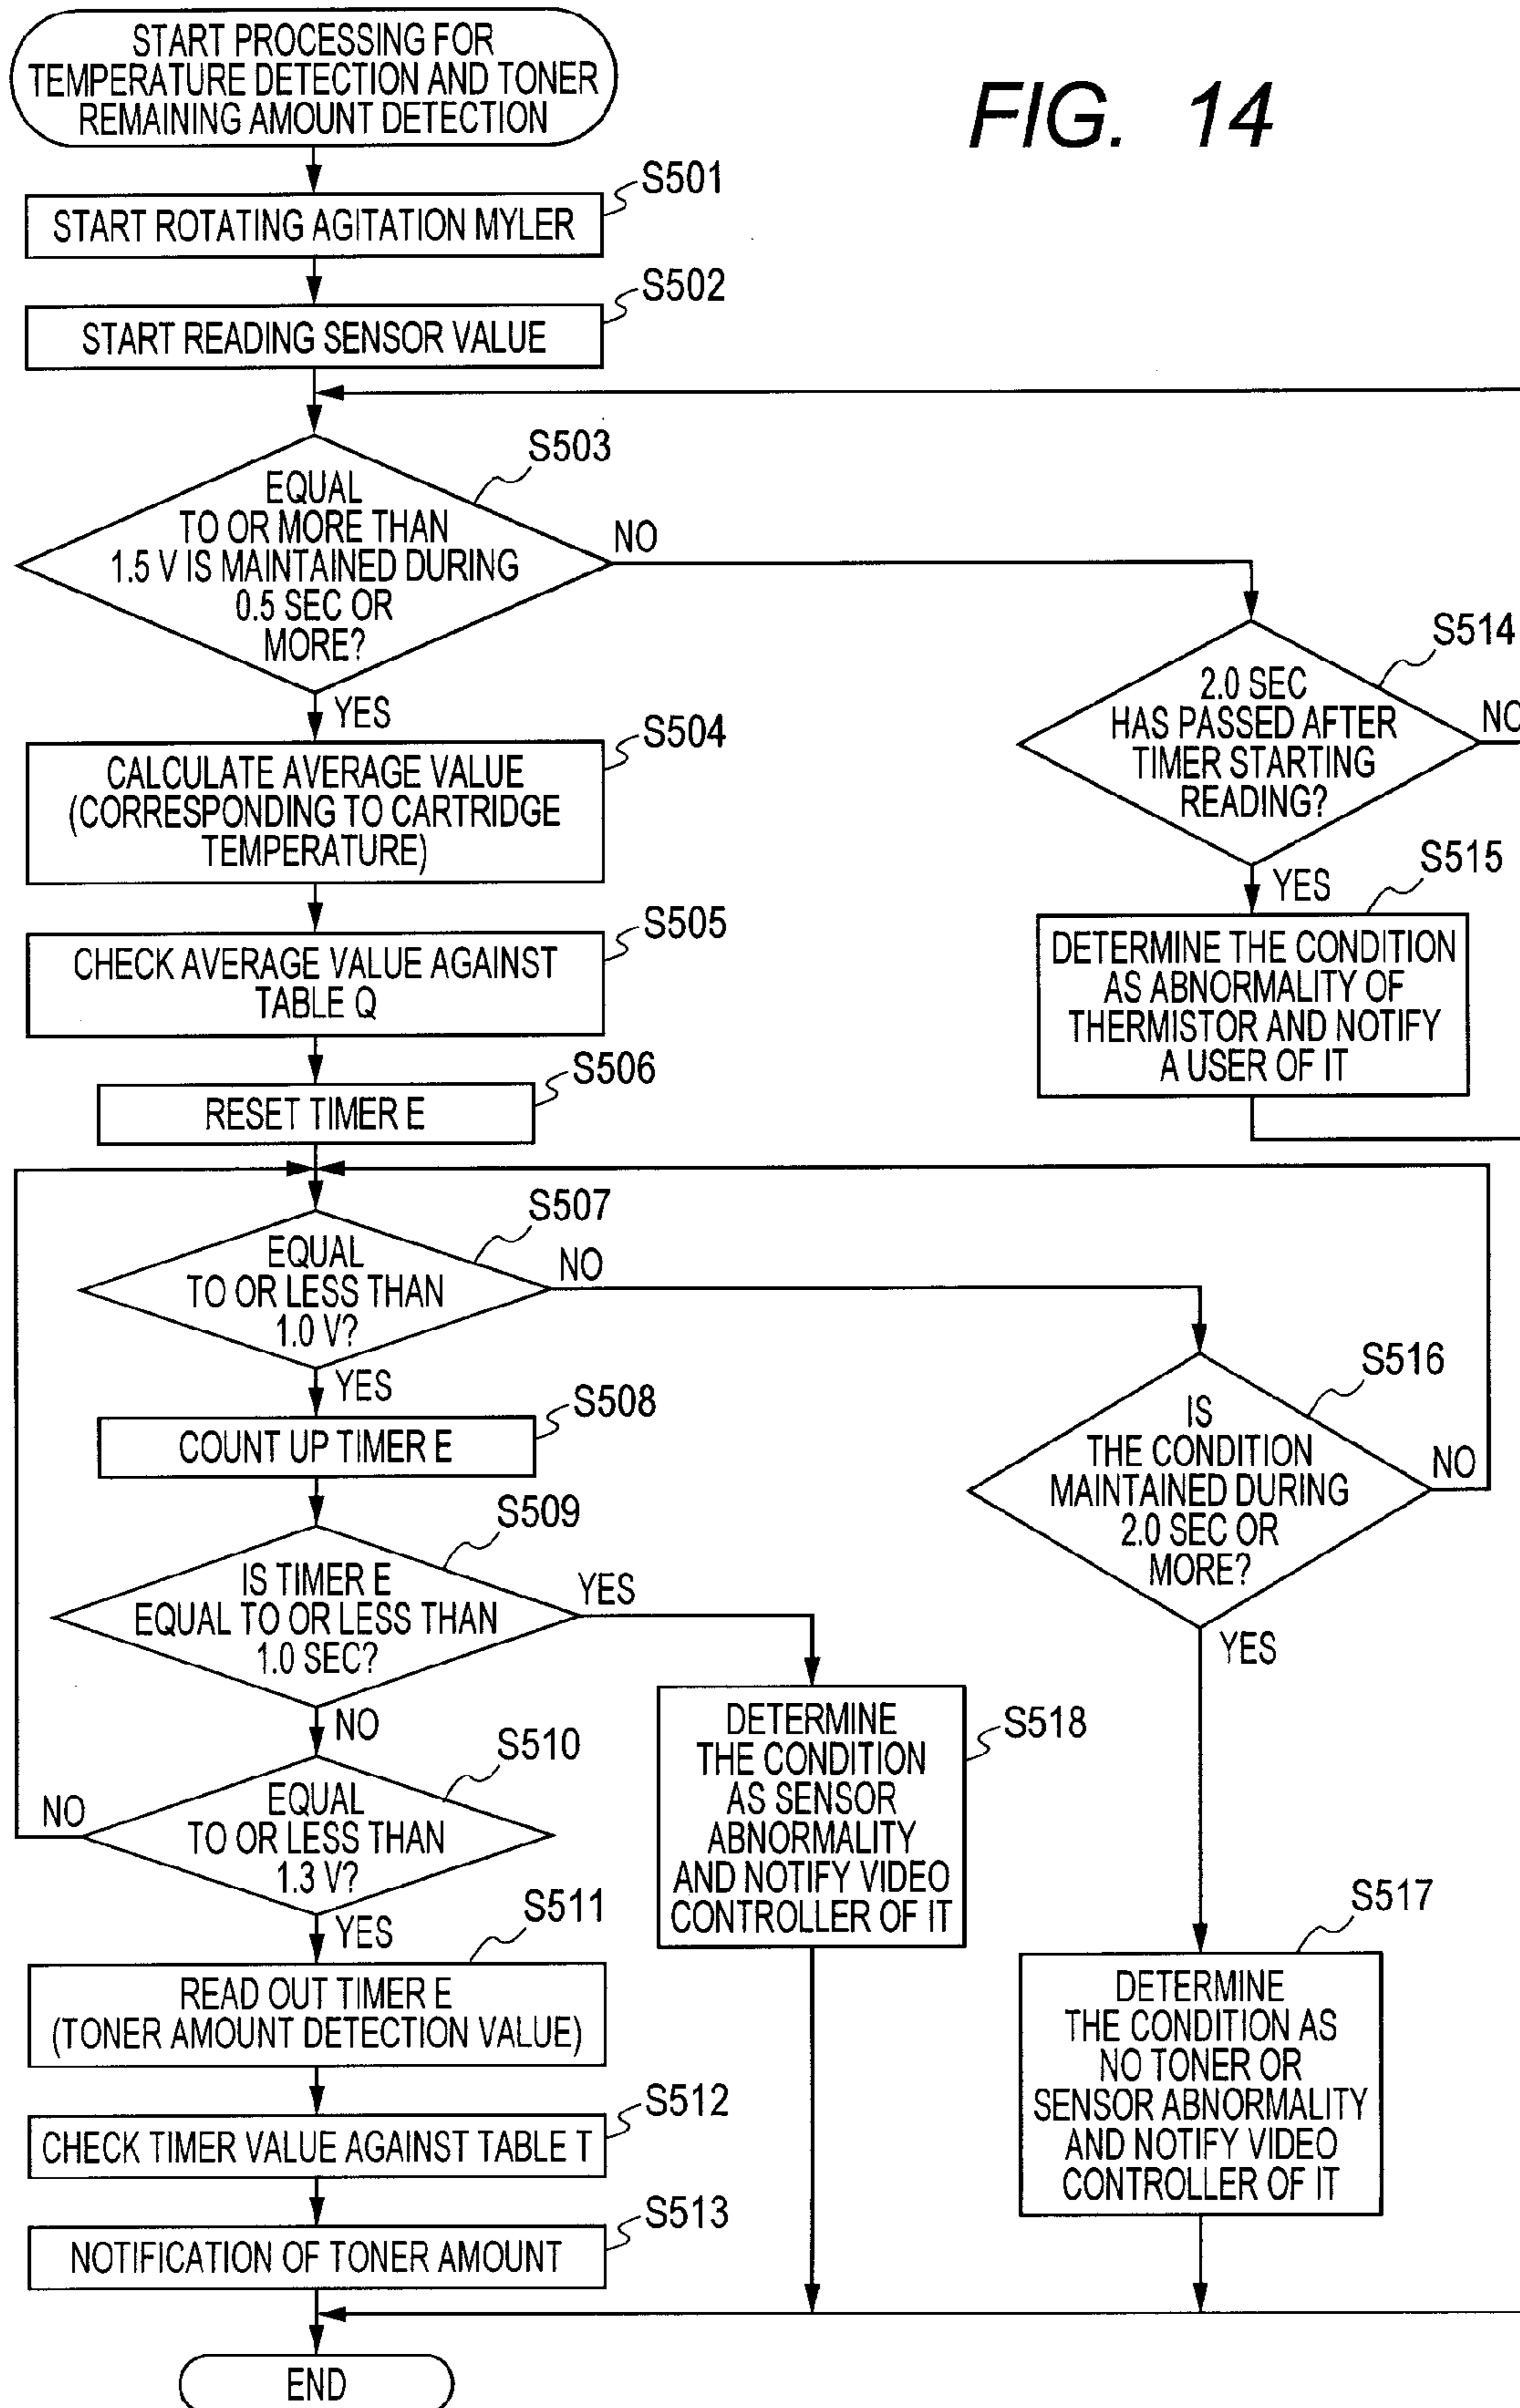 START PROCESSING FOR
TEMPERATURE DETECTION AND TONER
REMAINING AMOUNT DETECTION
FIG. 14
S501
START ROTATING AGITATION MYLER
S502
START READING SENSOR VALUE
S503
EQUAL
TO OR MORE THAN
1.5 V IS MAINTAINED DURING
0.5 SEC OR
MORE?
NO
YES
S514
2.0 SEC
HAS PASSED AFTER
TIMER STARTING
READING?
NO
YES
S504
CALCULATE AVERAGE VALUE
(CORRESPONDING TO CARTRIDGE
TEMPERATURE)
S515
DETERMINE THE CONDITION
AS ABNORMALITY OF
THERMISTOR AND NOTIFY
A USER OF IT
S505
CHECK AVERAGE VALUE AGAINST
TABLE Q
S506
RESET TIMER E
S507
EQUAL
TO OR LESS THAN
1.0 V?
NO
YES
S516
IS
THE CONDITION
MAINTAINED DURING
2.0 SEC OR
MORE?
NO
YES
S508
COUNT UP TIMER E
S509
IS TIMER E
EQUAL TO OR LESS THAN
1.0 SEC?
YES
NO
S518
DETERMINE
THE CONDITION
AS SENSOR
ABNORMALITY
AND NOTIFY VIDEO
CONTROLLER OF IT
S510
EQUAL
TO OR LESS THAN
1.3 V?
NO
YES
S517
DETERMINE
THE CONDITION AS
NO TONER OR
SENSOR ABNORMALITY
AND NOTIFY VIDEO
CONTROLLER OF IT
S511
READ OUT TIMER E
(TONER AMOUNT DETECTION VALUE)
S512
CHECK TIMER VALUE AGAINST TABLE T
S513
NOTIFICATION OF TONER AMOUNT
END